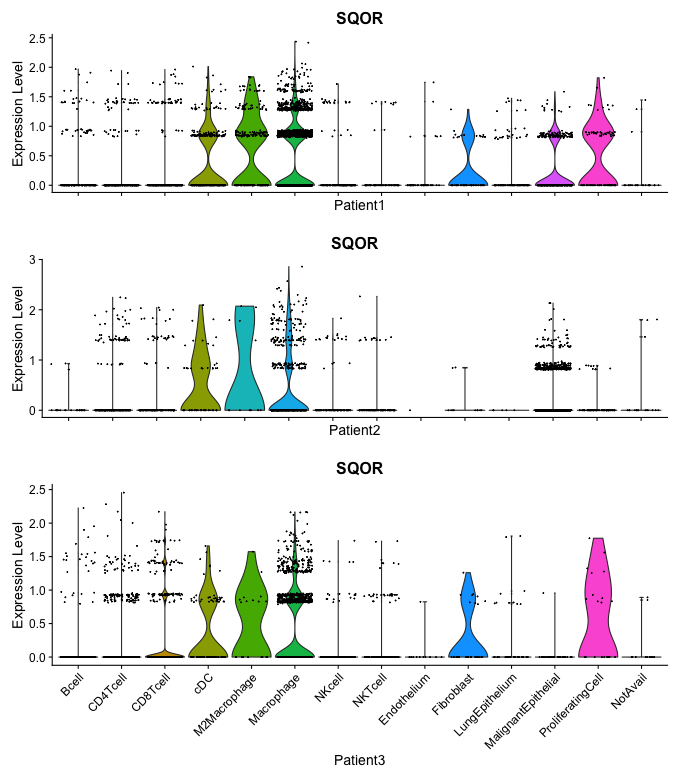 SQOR
Expression Level
2.5
2.0
1.5
1.0
0.5
0.0
Patient1
SQOR
Expression Level
3
2
1
0
Patient2
SQOR
Expression Level
2.5
2.0
1.5
1.0
0.5
0.0
Bcell
CD4Tcell
CD8Tcell
cDC
M2Macrophage
Macrophage
NKcell
NKTcell
Endothelium
Fibroblast
LungEpithelium
MalignantEpithelial
ProliferatingCell
NotAvail
Patient3